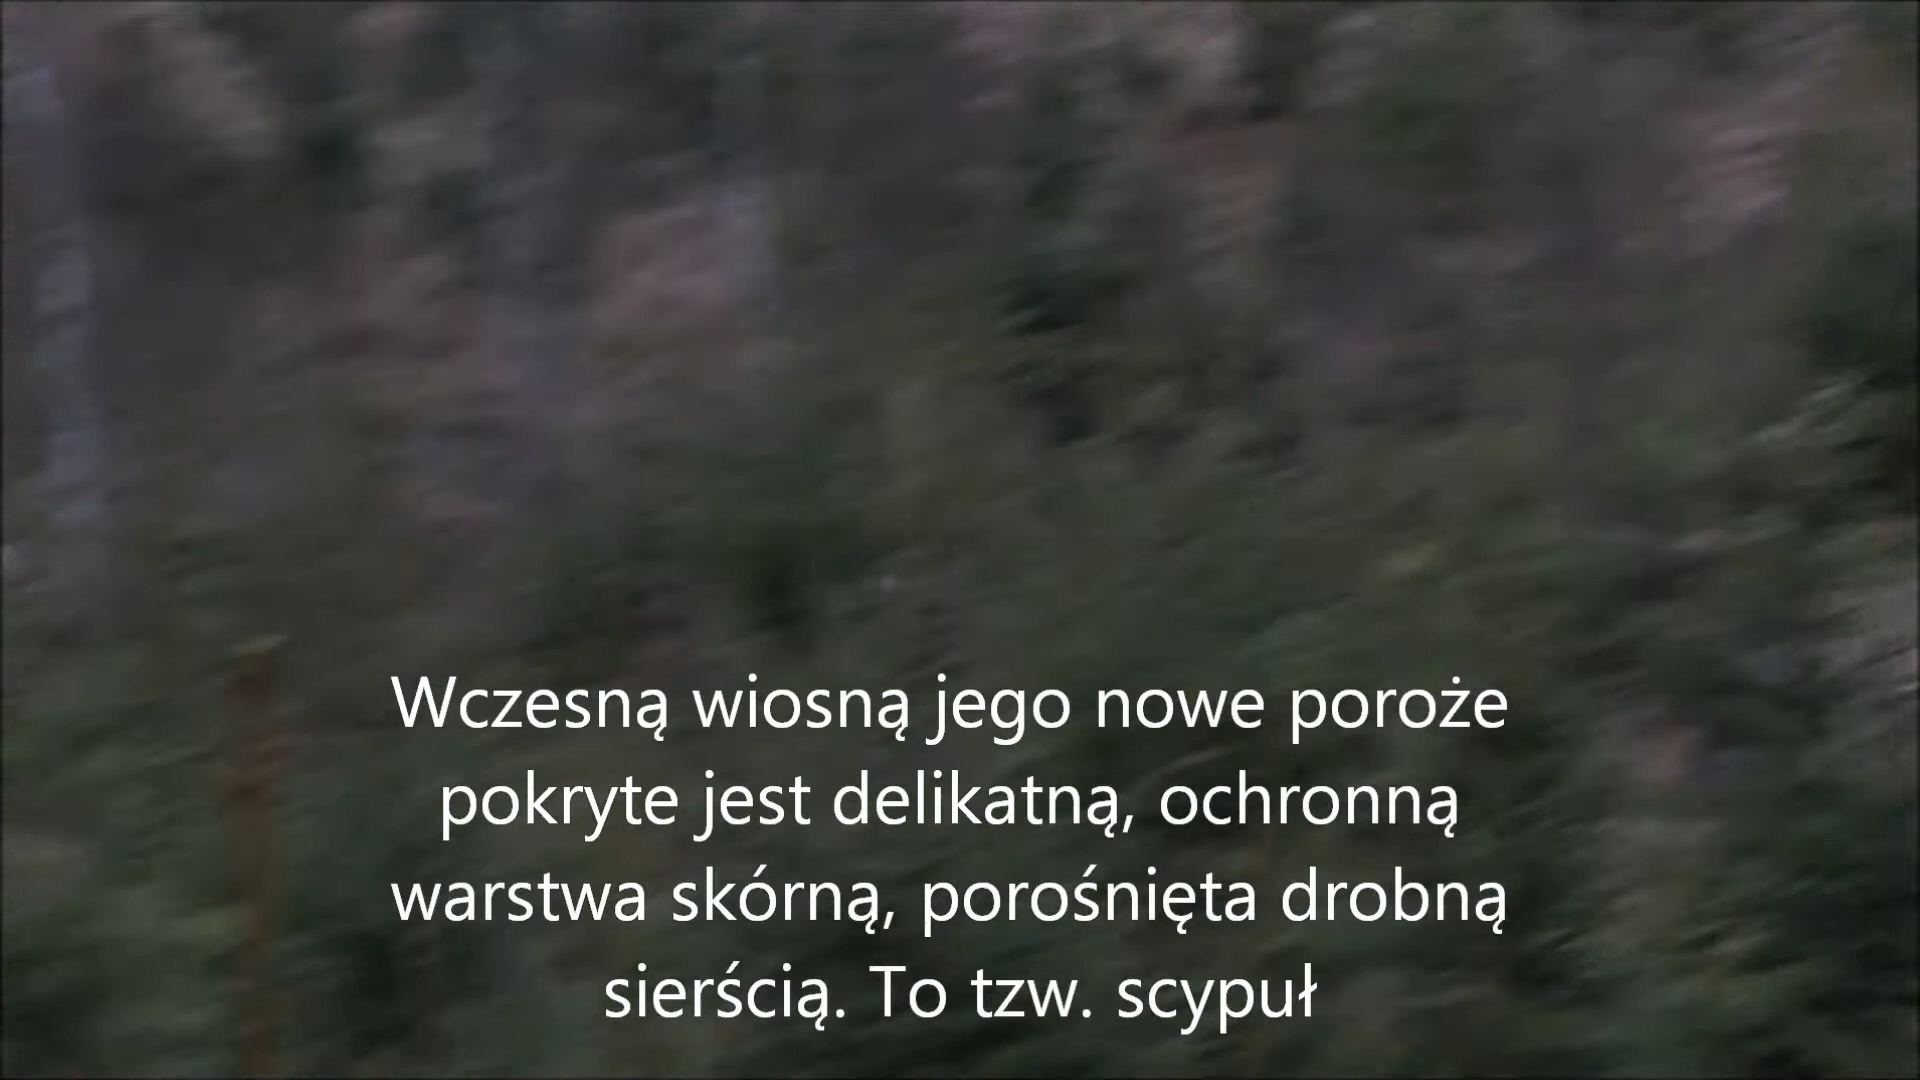 Wczesną wiosną jego nowe poroże
pokryte jest delikatną, ochronną
warstwa skórną, porośnięta drobną
sierścią. To tzw. scypuł